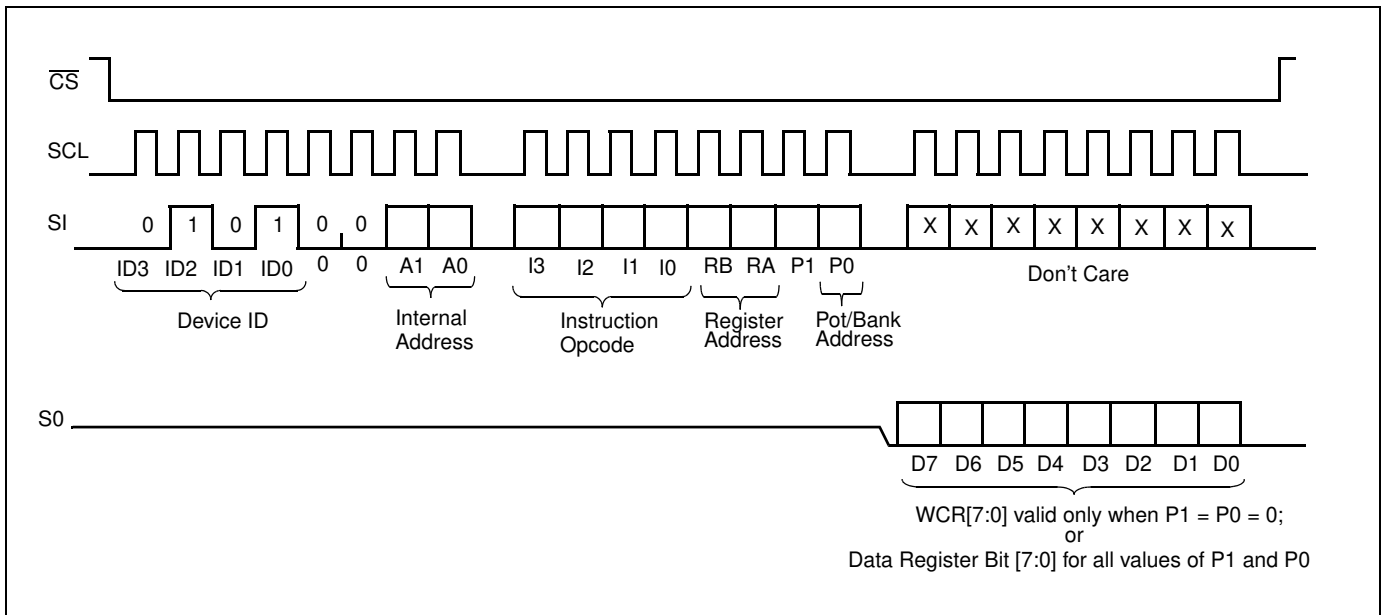 CS
SCL
SI
0 1 0 1 0 0
X X X X X X X X
ID3 ID2 ID1 ID0 0 0 A1 A0 I3 I2 I1 I0 RB RA P1 P0
Don't Care
Device ID
Internal
Address
Instruction
Opcode
Register
Address
Pot/Bank
Address
S0
D7 D6 D5 D4 D3 D2 D1 D0
WCR[7:0] valid only when P1 = P0 = 0;
or
Data Register Bit [7:0] for all values of P1 and P0